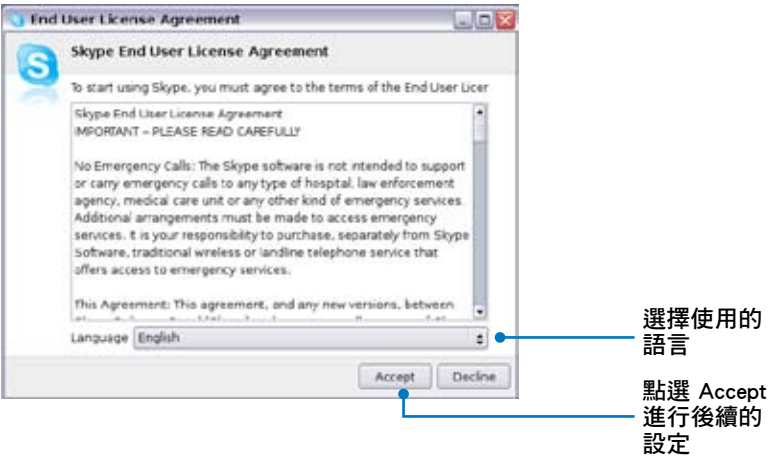 End User License Agreement
S
Skype End User License Agreement
To start using Skype, you must agree to the terms of the End User Licer
Skype End User License Agreement
IMPORTANT – PLEASE READ CAREFULLY
No Emergency Calls: The Skype software is not intended to support
or carry emergency calls to any type of hospital, law enforcement
agency, medical care unit or any other kind of emergency services.
Additional arrangements must be made to access emergency
services. t is your responsibility to purchase, separately from Skype
Software, traditional wireless or landline telephone service that
offers access to emergency services.
This Agreement: This agreement, and any new versions, between
Language English
Accept Decline
選擇使用的
語言
點選 Accept
進行後續的
設定